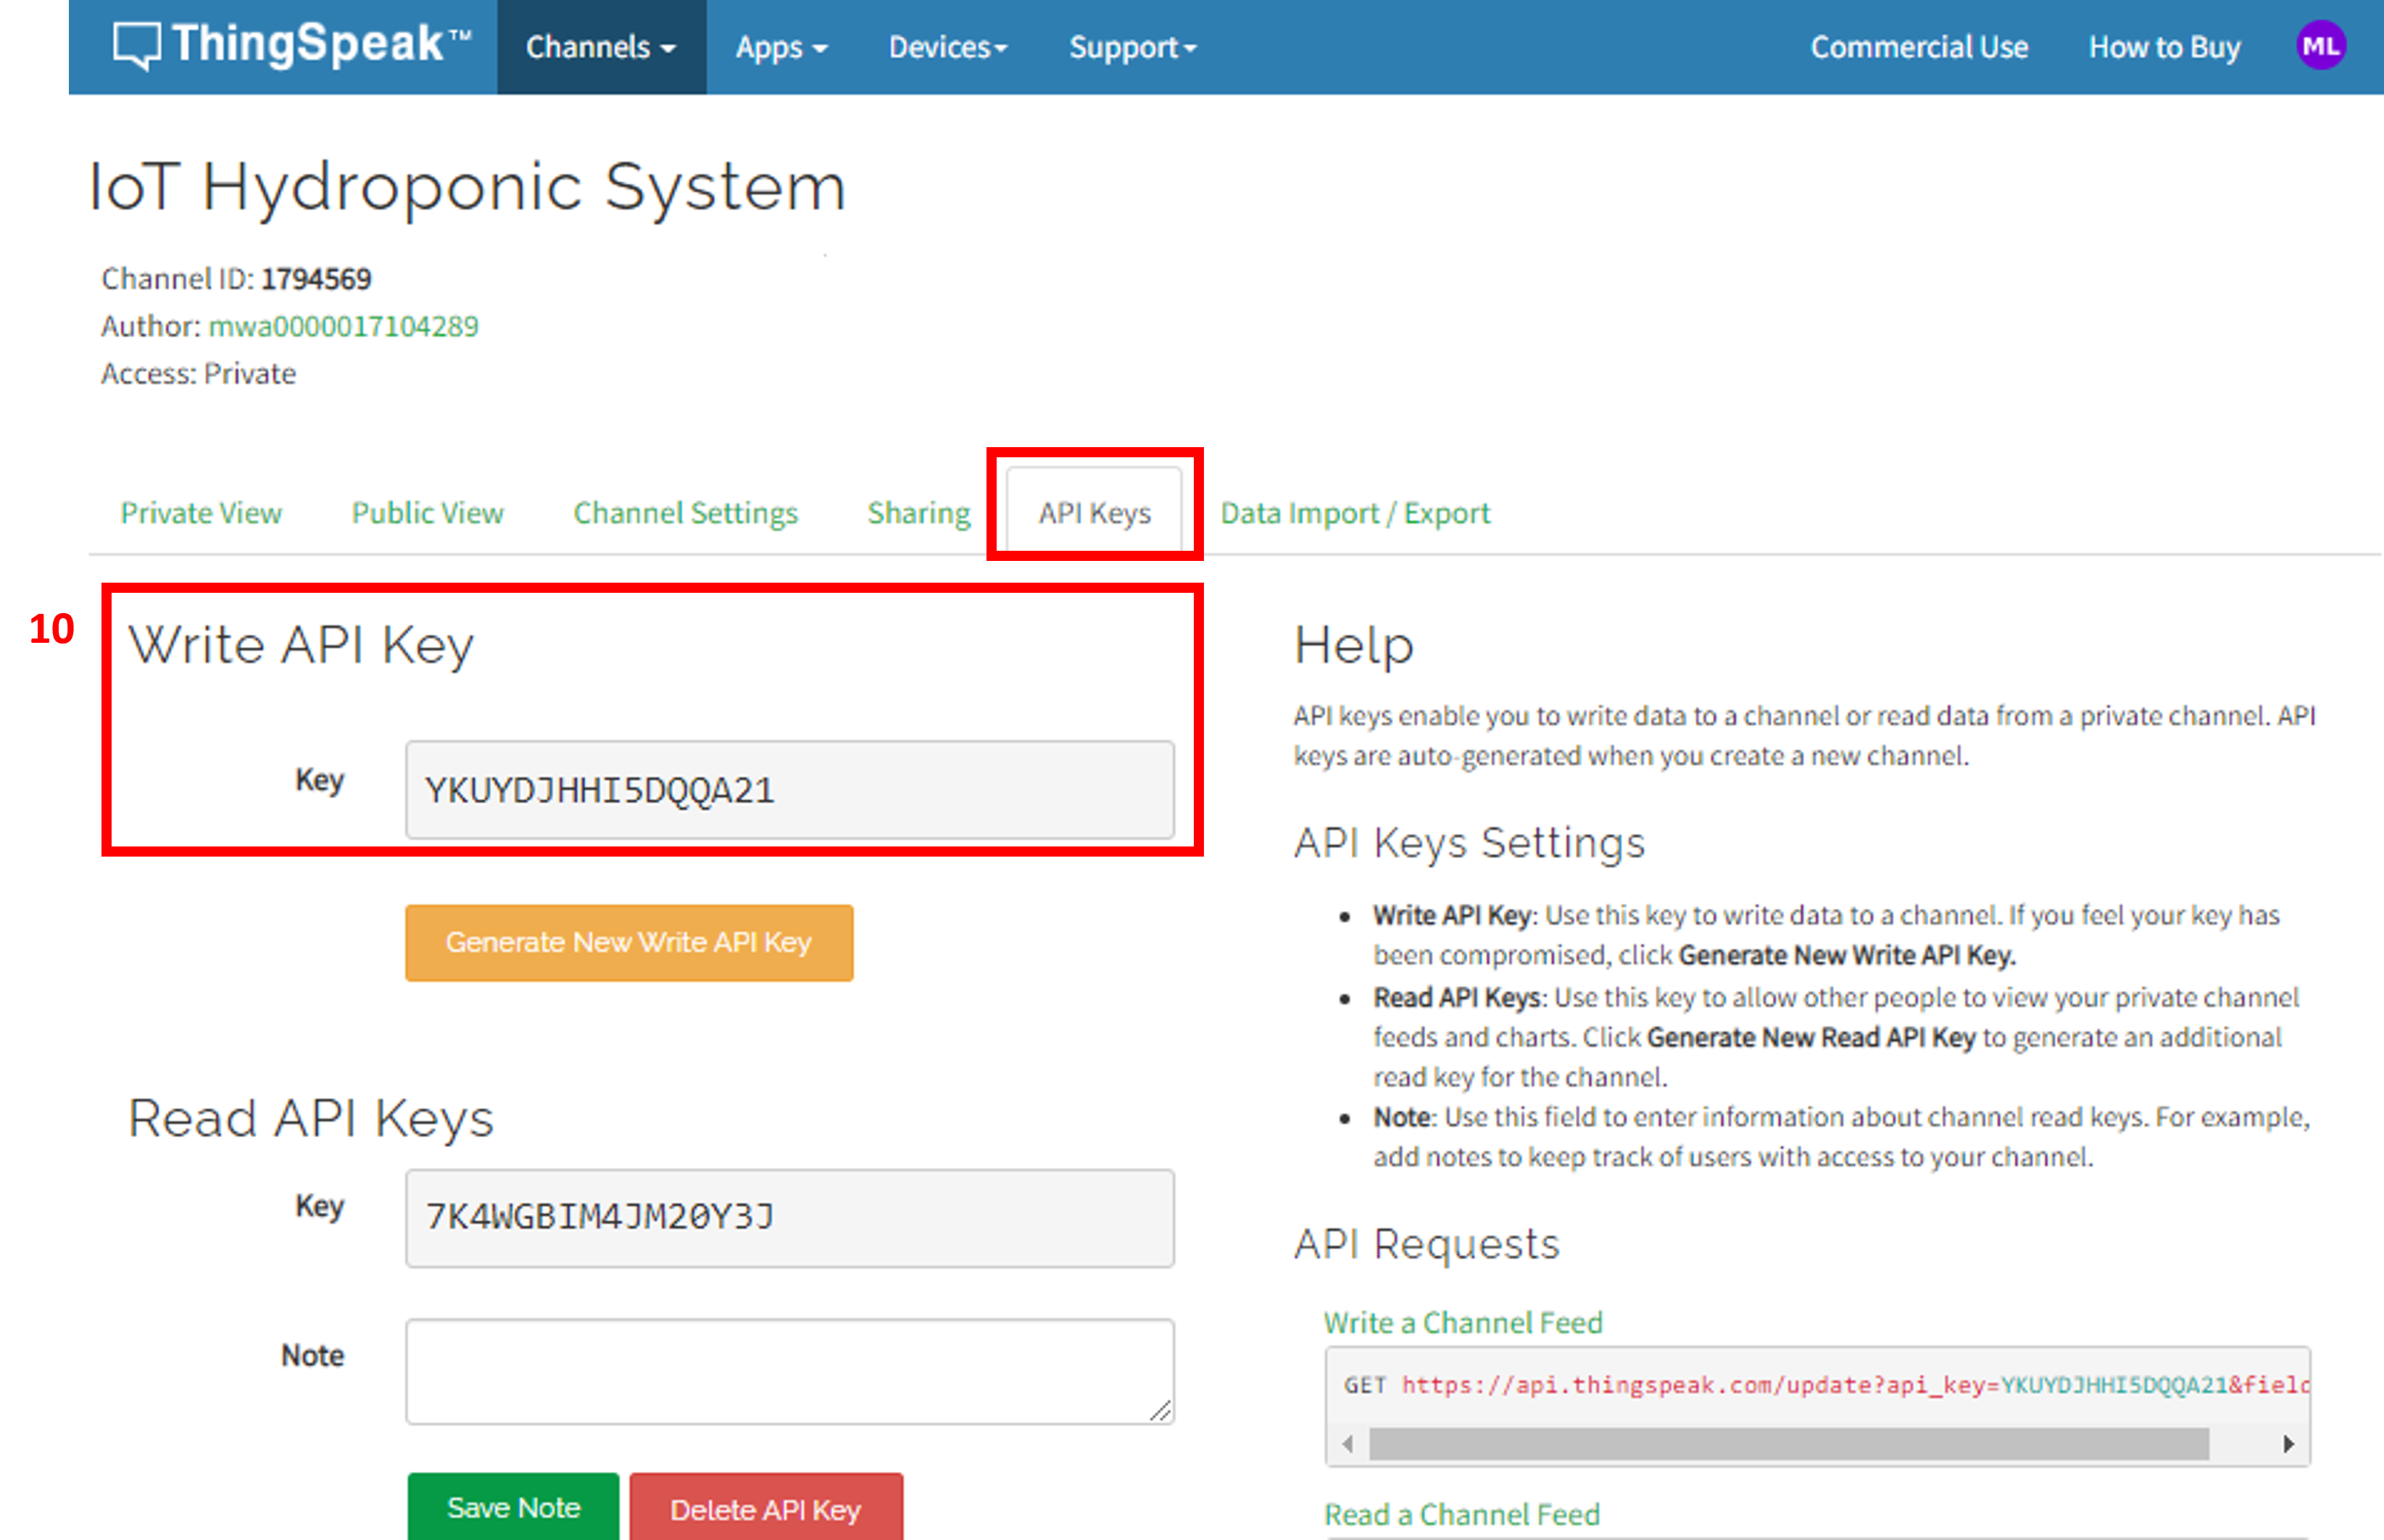 ThingSpeak™ Channels Apps Devices Support Commercial Use How to Buy ML
IoT Hydroponic System
Channel ID: 1794569
Author: mwa0000017104289
Access: Private
Private View Public View Channel Settings Sharing API Keys Data Import / Export
10
Write API Key
Key YKUYDJHHI5DQQA21
Generate New Write API Key
Read API Keys
Key 7K4WGBIM4JM20Y3J
Note
Save Note Delete API Key
Help
API keys enable you to write data to a channel or read data from a private channel. API
keys are auto-generated when you create a new channel.
API Keys Settings
• Write API Key: Use this key to write data to a channel. If you feel your key has
been compromised, click Generate New Write API Key.
• Read API Keys: Use this key to allow other people to view your private channel
feeds and charts. Click Generate New Read API Key to generate an additional
read key for the channel.
• Note: Use this field to enter information about channel read keys. For example,
add notes to keep track of users with access to your channel.
API Requests
Write a Channel Feed
GET https://api.thingspeak.com/update?api_key=YKUYDJHHI5DQQA21&field
Read a Channel Feed